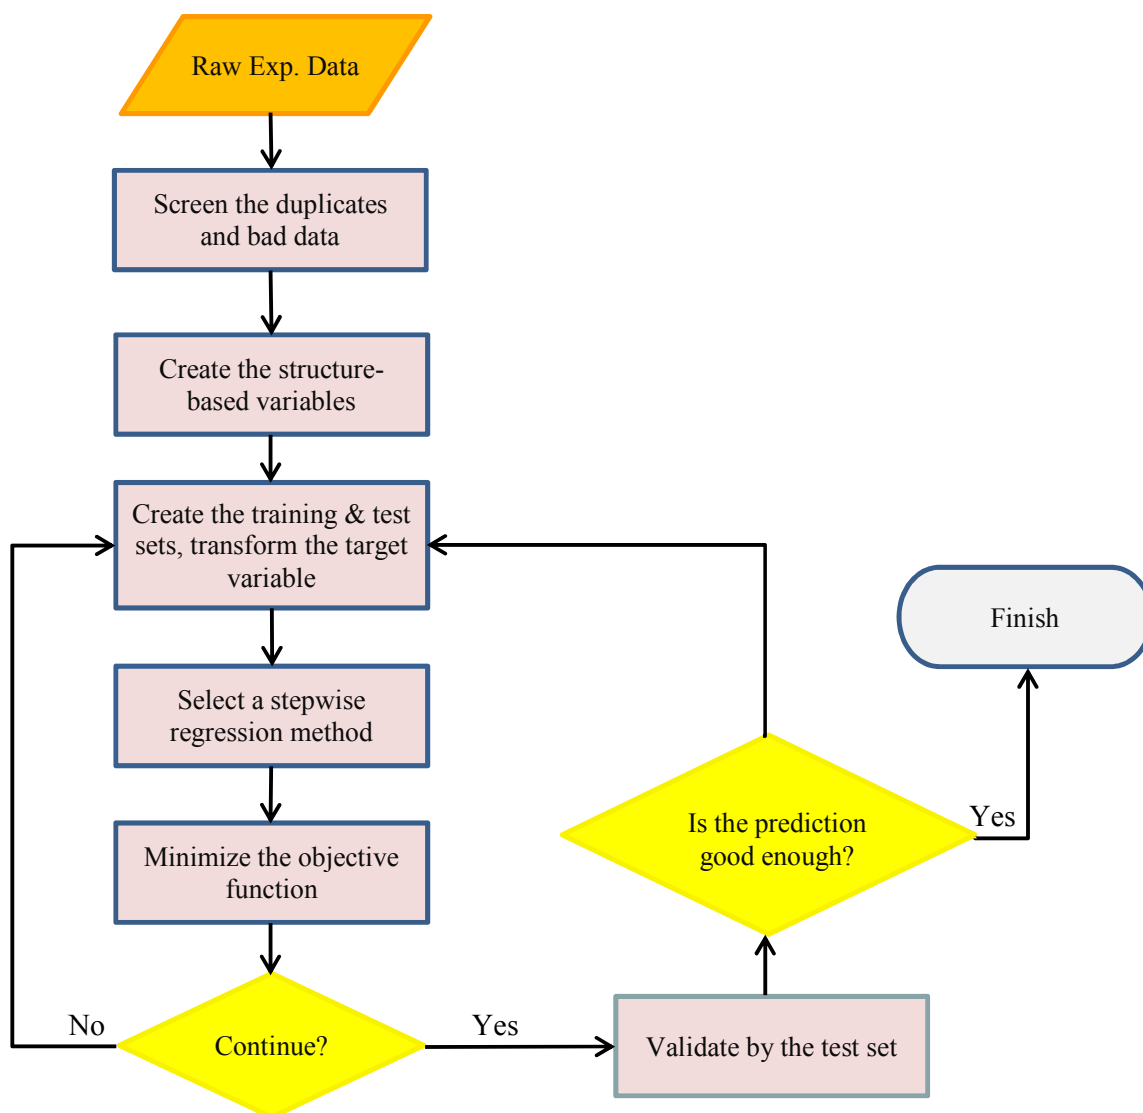 Raw Exp. Data
Screen the duplicates
and bad data
Create the structure-
based variables
Create the training & test
sets, transform the target
variable
Select a stepwise
regression method
Minimize the objective
function
No
Continue?
Yes
Validate by the test set
Is the prediction
good enough?
Yes
Finish